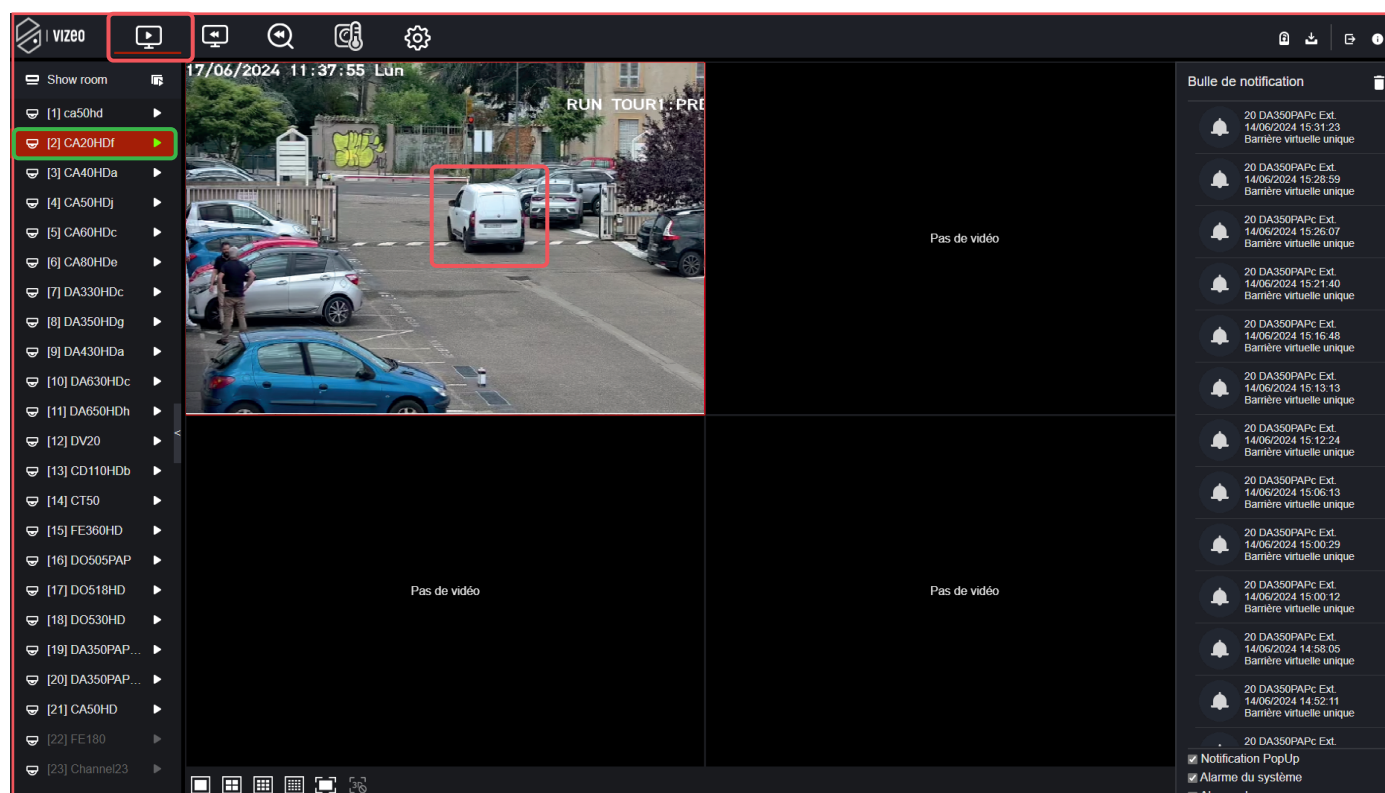 VIZEO
Show room
[1] ca50hd
[2] CA20HDf
[3] CA40HDa
[4] CA50HDj
[5] CA60HDc
[6] CA80HDe
[7] DA330HDc
[8] DA350HDg
[9] DA430HDa
[10] DA630HDc
[11] DA650HDh
[12] DV20
[13] CD110HDb
[14] CT50
[15] FE360HD
[16] DO505PAP
[17] DO518HD
[18] DO530HD
[19] DA350PAP...
[20] DA350PAP...
[21] CA50HD
[22] FE180
[23] Channel23
<
17/06/2024 11:37:55 Lun
RUN TOUR1:PRE
Pas de vidéo
Pas de vidéo
Pas de vidéo
3D
Bulle de notification
20 DA350PAPc Ext.
14/06/2024 15:31:23
Barrière virtuelle unique
20 DA350PAPc Ext.
14/06/2024 15:28:59
Barrière virtuelle unique
20 DA350PAPc Ext.
14/06/2024 15:26:07
Barrière virtuelle unique
20 DA350PAPc Ext.
14/06/2024 15:21:40
Barrière virtuelle unique
20 DA350PAPc Ext.
14/06/2024 15:16:48
Barrière virtuelle unique
20 DA350PAPc Ext.
14/06/2024 15:13:13
Barrière virtuelle unique
20 DA350PAPc Ext.
14/06/2024 15:12:24
Barrière virtuelle unique
20 DA350PAPc Ext.
14/06/2024 15:06:13
Barrière virtuelle unique
20 DA350PAPc Ext.
14/06/2024 15:00:29
Barrière virtuelle unique
20 DA350PAPc Ext.
14/06/2024 15:00:12
Barrière virtuelle unique
20 DA350PAPc Ext.
14/06/2024 14:58:05
Barrière virtuelle unique
20 DA350PAPc Ext.
14/06/2024 14:52:11
Barrière virtuelle unique
20 DA350PAPc Ext.
Notification PopUp
Alarme du système